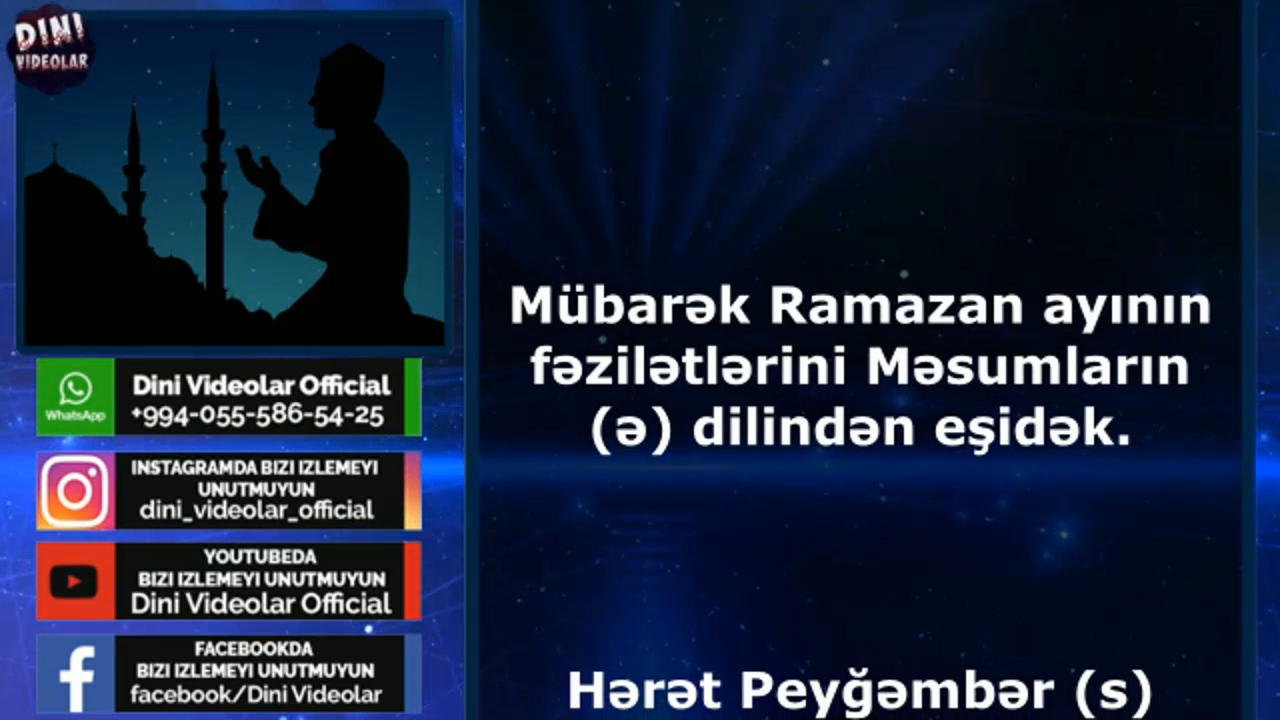 DINI
VIDEOLAR
WhatsApp
Dini Videolar Official
+994-055-586-54-25
INSTAGRAMDA BIZI IZLEMEYI
UNUTMUYUN
dini_videolar_official
YOUTUBEDA
BIZI IZLEMEYI UNUTMUYUN
Dini Videolar Official
FACEBOOKDA
BIZI IZLEMEYI UNUTMUYUN
facebook/Dini Videolar
Mübarək Ramazan ayının
fəzilətlərini Məsumların
(ə) dilindən eşidək.
Hərət Peyğəmbər (s)